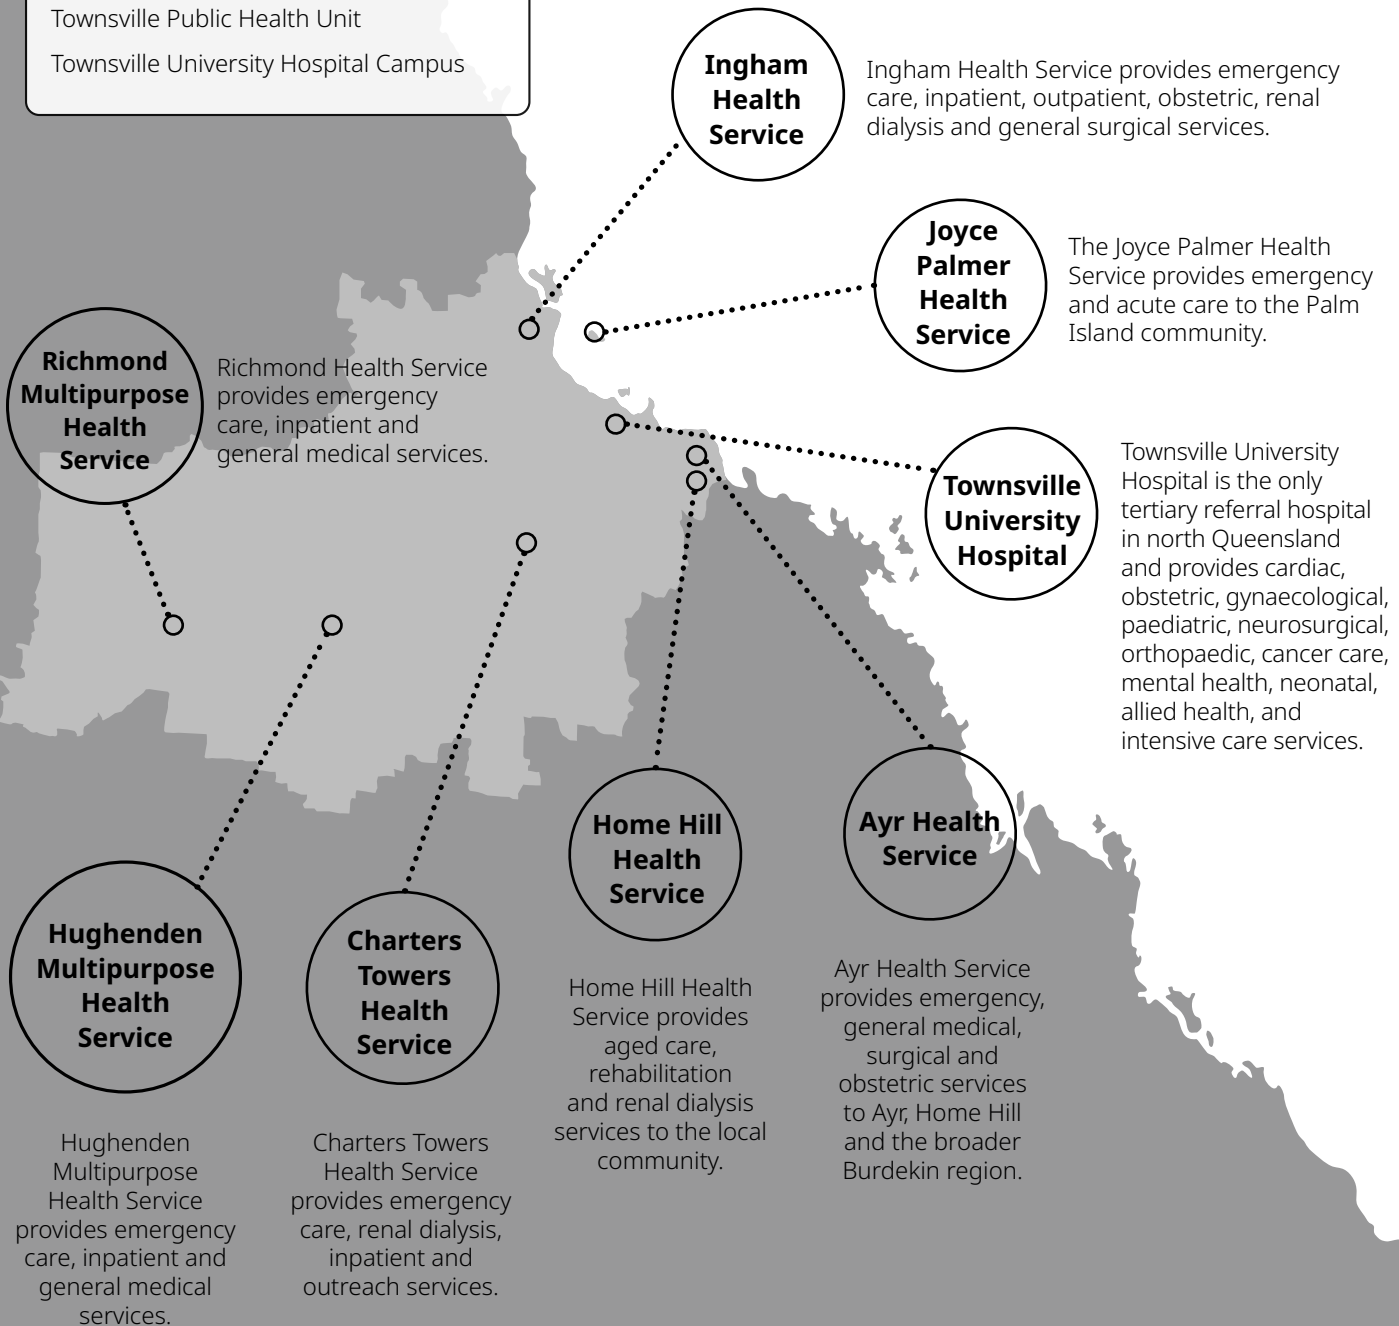 Townsville Public Health Unit
Townsville University Hospital Campus
Ingham
Health
Service
Ingham Health Service provides emergency
care, inpatient, outpatient, obstetric, renal
dialysis and general surgical services.
Joyce
Palmer
Health
Service
The Joyce Palmer Health
Service provides emergency
and acute care to the Palm
Island community.
Richmond
Multipurpose
Health
Service
Richmond Health Service
provides emergency
care, inpatient and
general medical services.
Townsville
University
Hospital
Townsville University
Hospital is the only
tertiary referral hospital
in north Queensland
and provides cardiac,
obstetric, gynaecological,
paediatric, neurosurgical,
orthopaedic, cancer care,
mental health, neonatal,
allied health, and
intensive care services.
Hughenden
Multipurpose
Health
Service
Hughenden
Multipurpose
Health Service
provides emergency
care, inpatient and
general medical
services.
Charters
Towers
Health
Service
Charters Towers
Health Service
provides emergency
care, renal dialysis,
inpatient and
outreach services.
Home Hill
Health
Service
Home Hill Health
Service provides
aged care,
rehabilitation
and renal dialysis
services to the local
community.
Ayr Health
Service
Ayr Health Service
provides emergency,
general medical,
surgical and
obstetric services
to Ayr, Home Hill
and the broader
Burdekin region.